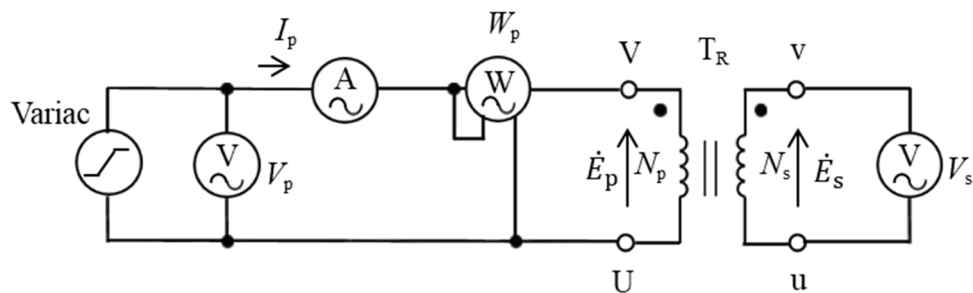 I_p
W_p
V
T_R
v
A
W
Variac
V
V_p
Ė_p
N_p
N_s
Ė_s
V
V_s
U
u